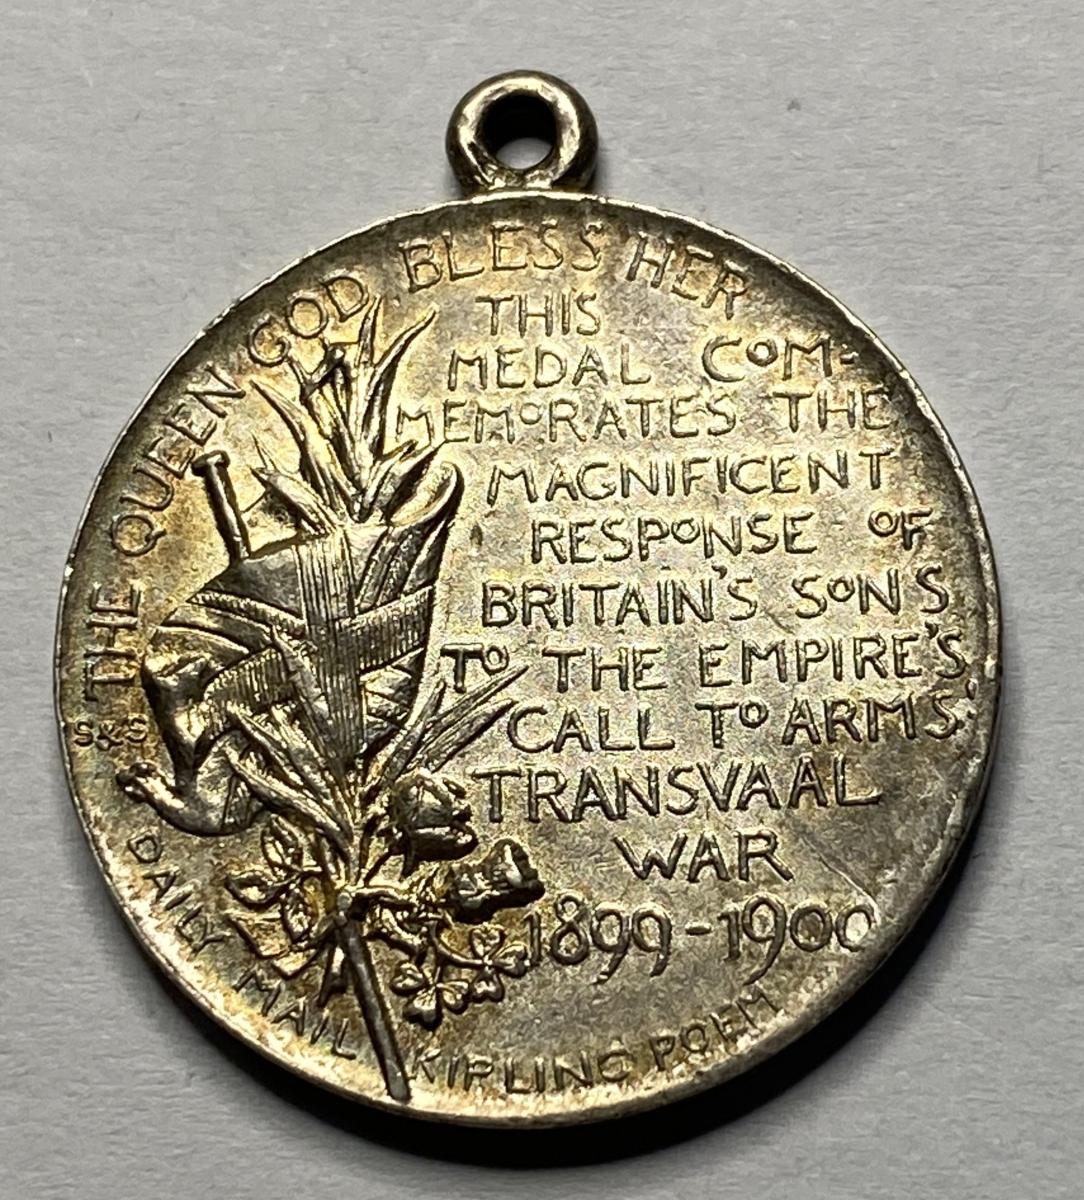 THE QUEEN GOD BLESS HER
THIS
MEDAL COM-
MEMORATES THE
MAGNIFICENT
RESPONSE OF
BRITAIN'S SONS
TO THE EMPIRE'S
CALL TO ARMS.
TRANSVAAL
WAR
1899-1900
S&S
DAILY MAIL KIPLING POEM